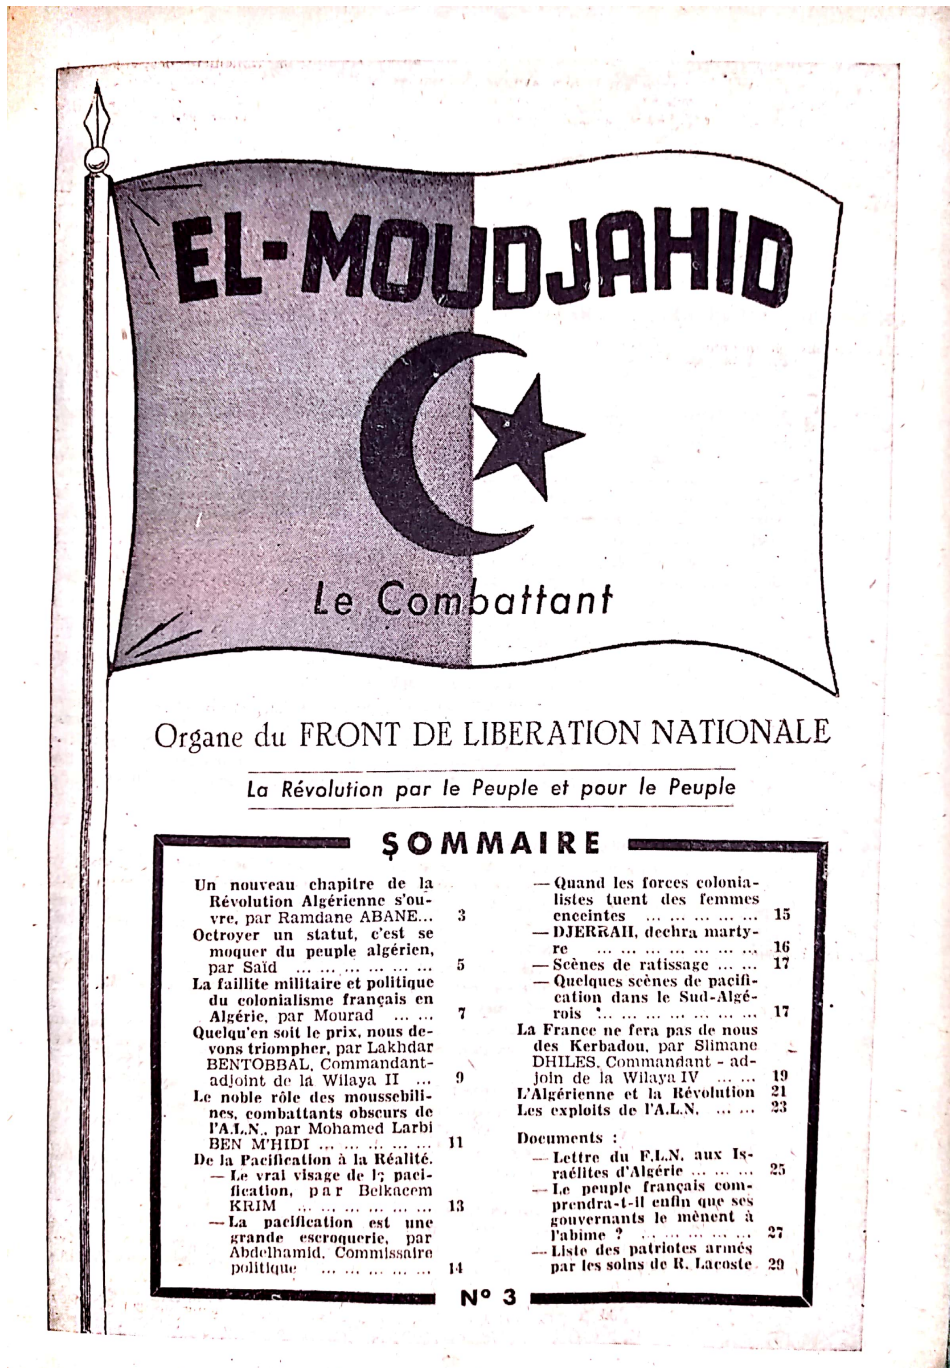 EL-MOUDJAHID
Le Combattant
Organe du FRONT DE LIBERATION NATIONALE
La Révolution par le Peuple et pour le Peuple
SOMMAIRE
Un nouveau chapitre de la
Révolution Algérienne s'ou-
vre, par Ramdane ABANE... 3
Octroyer un statut, c'est se
moquer du peuple algérien,
par Saïd ... ... ... ... ... ... 5
La faillite militaire et politique
du colonialisme français en
Algérie, par Mourad ... ... 7
Quelqu'en soit le prix, nous de-
vons triompher, par Lakhdar
BENTOBBAL, Commandant-
adjoint de la Wilaya II ... 9
Le noble rôle des moussebili-
nes, combattants obscurs de
l'A.L.N., par Mohamed Larbi
BEN M'HIDI ... ... ... ... ... 11
De la Pacification à la Réalité.
— Le vrai visage de la paci-
fication, par Belkacem
KRIM ... ... ... ... ... ... 13
— La pacification est une
grande escroquerie, par
Abdelhamid, Commissaire
politique ... ... ... ... ... 14
— Quand les forces colonia-
listes tuent des femmes
enceintes ... ... ... ... ... 15
— DJERRAH, dechra marty-
re ... ... ... ... ... ... ... 16
— Scènes de ratissage ... ... 17
— Quelques scènes de pacifi-
cation dans le Sud-Algé-
rois ... ... ... ... ... ... ... 17
La France ne fera pas de nous
des Kerbadou, par Slimane
DHILES, Commandant - ad-
join de la Wilaya IV ... ... 19
L'Algérienne et la Révolution 21
Les exploits de l'A.L.N. ... ... 23
Documents :
— Lettre du F.L.N. aux Is-
raélites d'Algérie ... ... ... 25
— Le peuple français com-
prendra-t-il enfin que ses
gouvernants le mènent à
l'abime ? ... ... ... ... ... 27
— Liste des patriotes armés
par les soins de R. Lacoste 29
N° 3